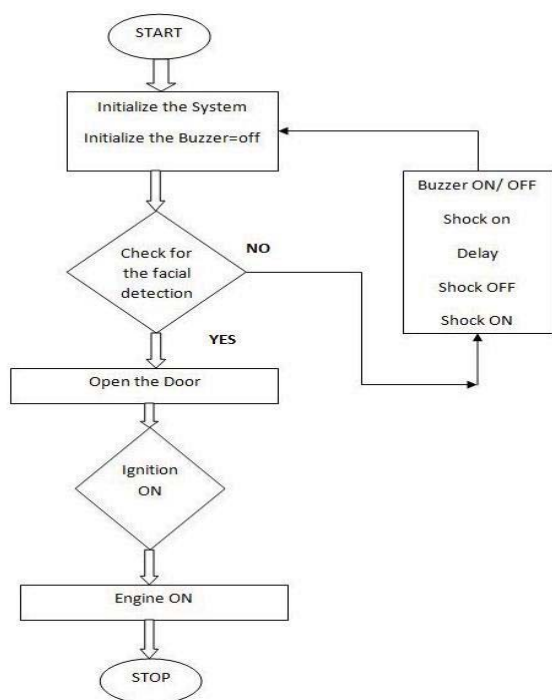 START
Initialize the System
Initialize the Buzzer=off
Check for
the facial
detection
NO
YES
Buzzer ON/ OFF
Shock on
Delay
Shock OFF
Shock ON
Open the Door
Ignition
ON
Engine ON
STOP